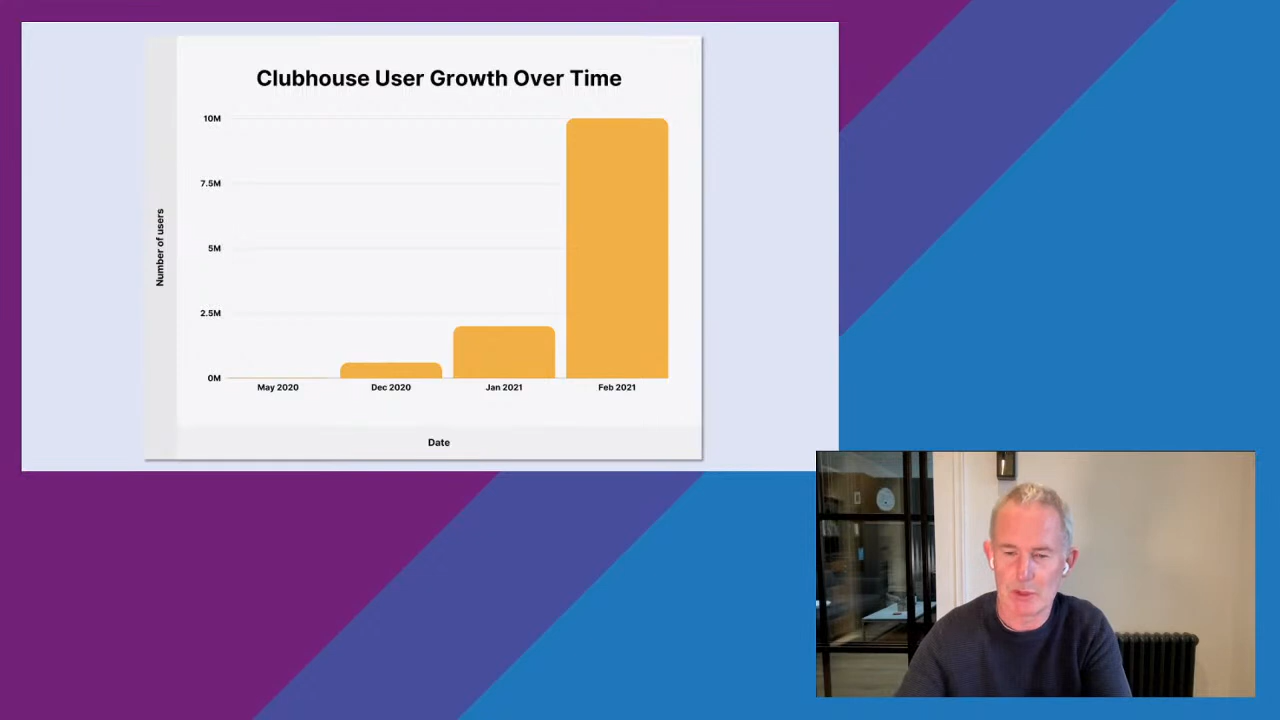 Clubhouse User Growth Over Time
Number of users
10M
7.5M
5M
2.5M
0M
May 2020
Dec 2020
Jan 2021
Feb 2021
Date